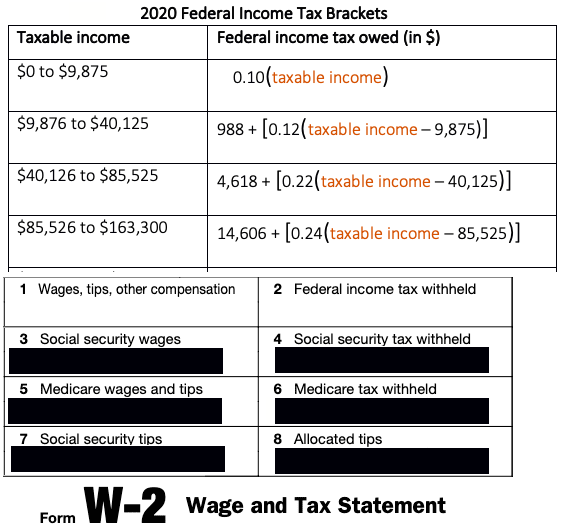 2020 Federal Income Tax Brackets
Taxable income Federal income tax owed (in $)
$0 to $9,875 0.10(taxable income)
$9,876 to $40,125 988 + [0.12(taxable income – 9,875)]
$40,126 to $85,525 4,618 + [0.22(taxable income – 40,125)]
$85,526 to $163,300 14,606 + [0.24(taxable income – 85,525)]
1 Wages, tips, other compensation 2 Federal income tax withheld
3 Social security wages 4 Social security tax withheld
5 Medicare wages and tips 6 Medicare tax withheld
7 Social security tips 8 Allocated tips
Form W-2 Wage and Tax Statement